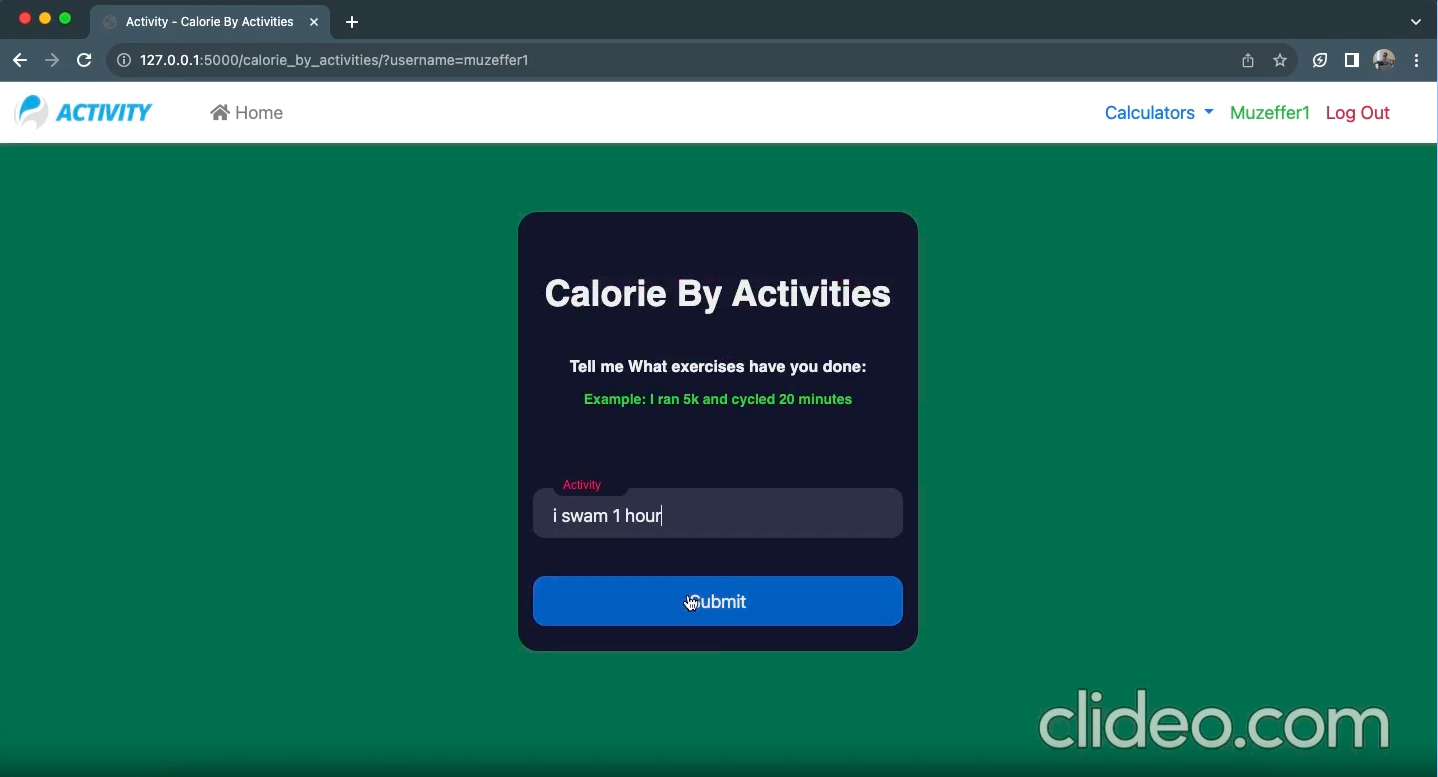 Activity - Calorie By Activities
127.0.0.1:5000/calorie_by_activities/?username=muzeffer1
ACTIVITY Home Calculators Muzeffer1 Log Out
Calorie By Activities
Tell me What exercises have you done:
Example: I ran 5k and cycled 20 minutes
Activity
i swam 1 hour
Submit
clideo.com